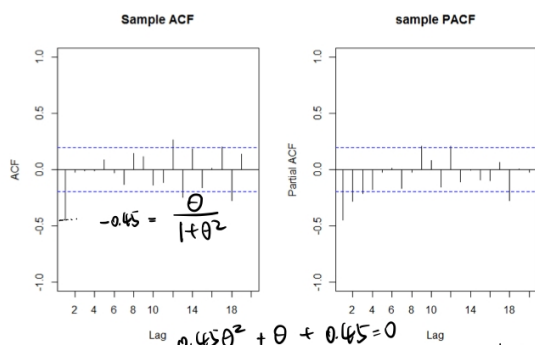 Sample ACF
sample PACF
ACF
1.0
0.5
0.0
-0.5
-1.0
-0.45 = θ / 1+θ²
2 4 6 8 10 14 18
Lag
Partial ACF
1.0
0.5
0.0
-0.5
-1.0
2 4 6 8 10 14 18
Lag
0.45θ² + θ + 0.45=0